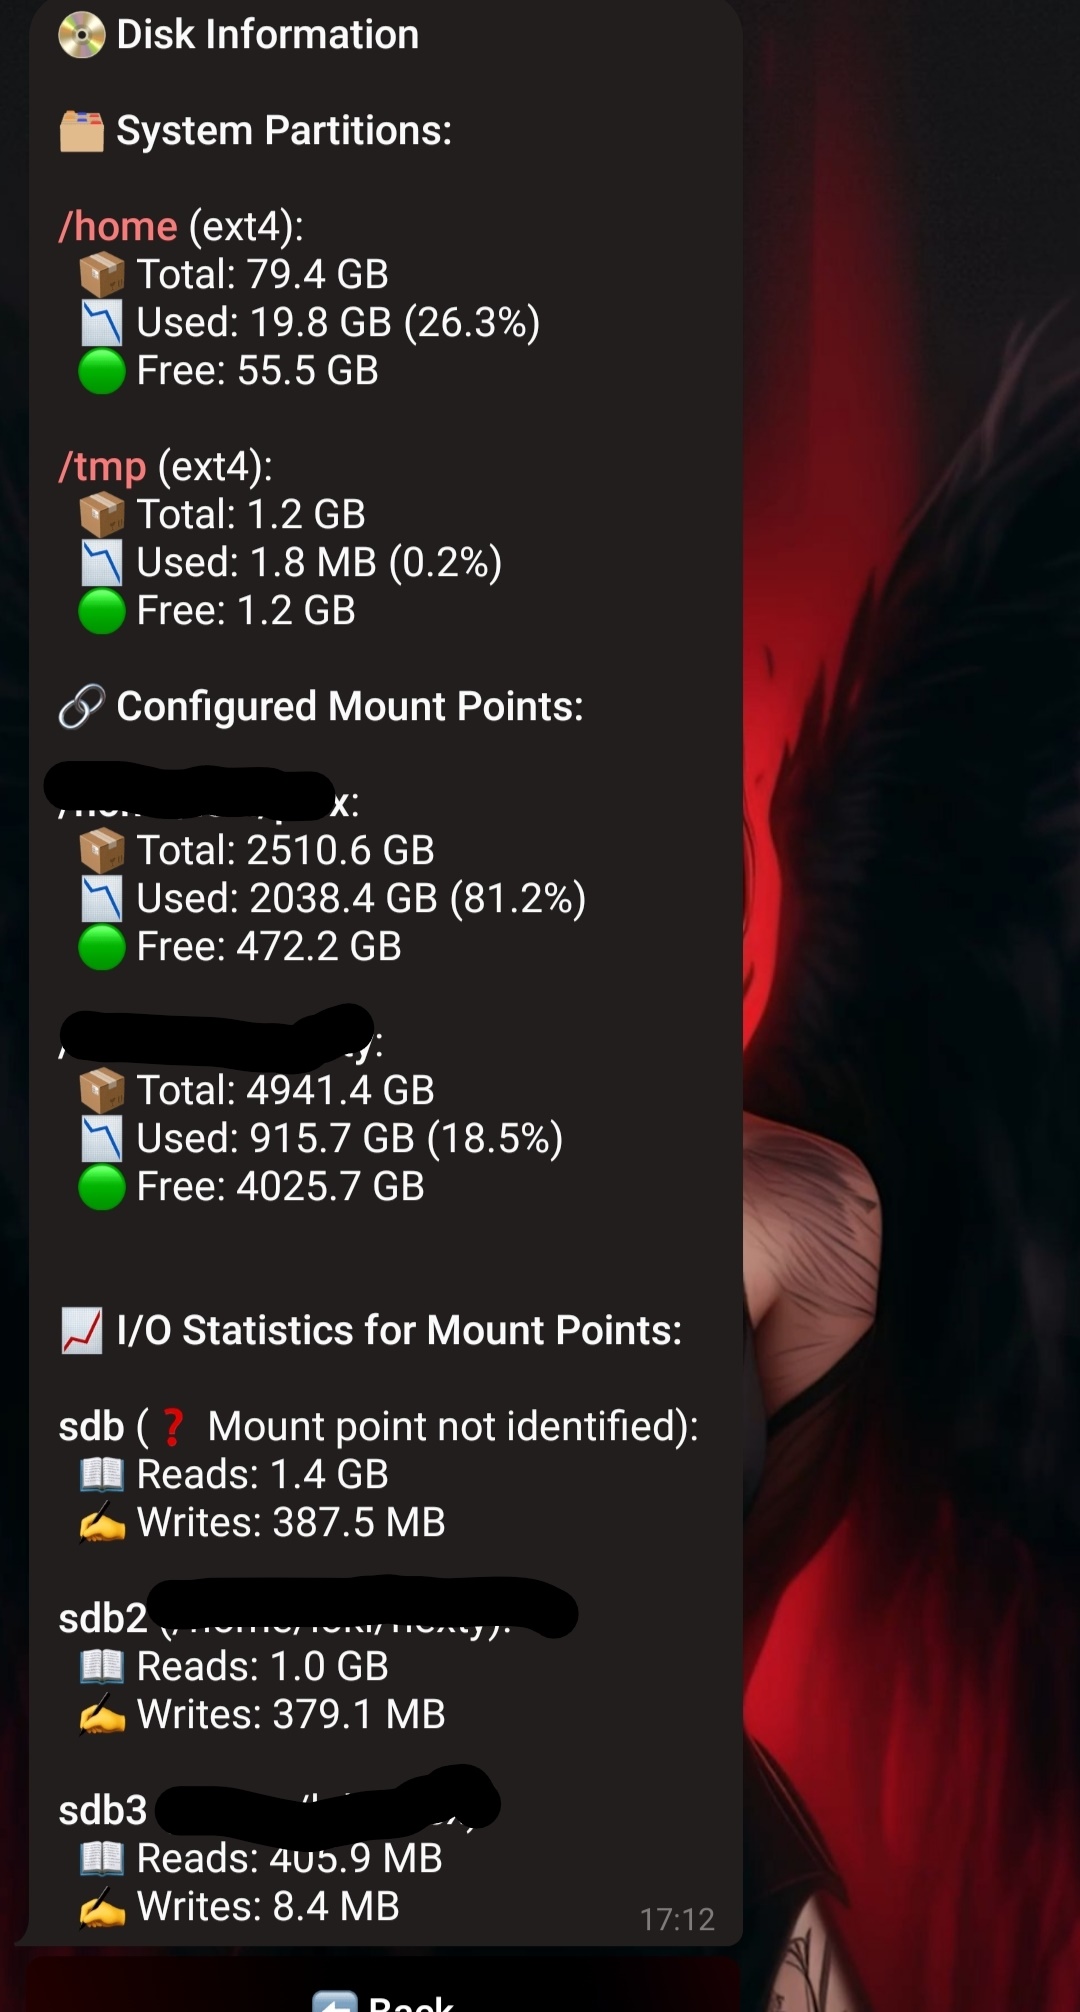 Disk Information
System Partitions:
/home (ext4):
Total: 79.4 GB
Used: 19.8 GB (26.3%)
Free: 55.5 GB
/tmp (ext4):
Total: 1.2 GB
Used: 1.8 MB (0.2%)
Free: 1.2 GB
Configured Mount Points:
x:
Total: 2510.6 GB
Used: 2038.4 GB (81.2%)
Free: 472.2 GB
y:
Total: 4941.4 GB
Used: 915.7 GB (18.5%)
Free: 4025.7 GB
I/O Statistics for Mount Points:
sdb (❓ Mount point not identified):
Reads: 1.4 GB
Writes: 387.5 MB
sdb2
Reads: 1.0 GB
Writes: 379.1 MB
sdb3
Reads: 405.9 MB
Writes: 8.4 MB
17:12
Back